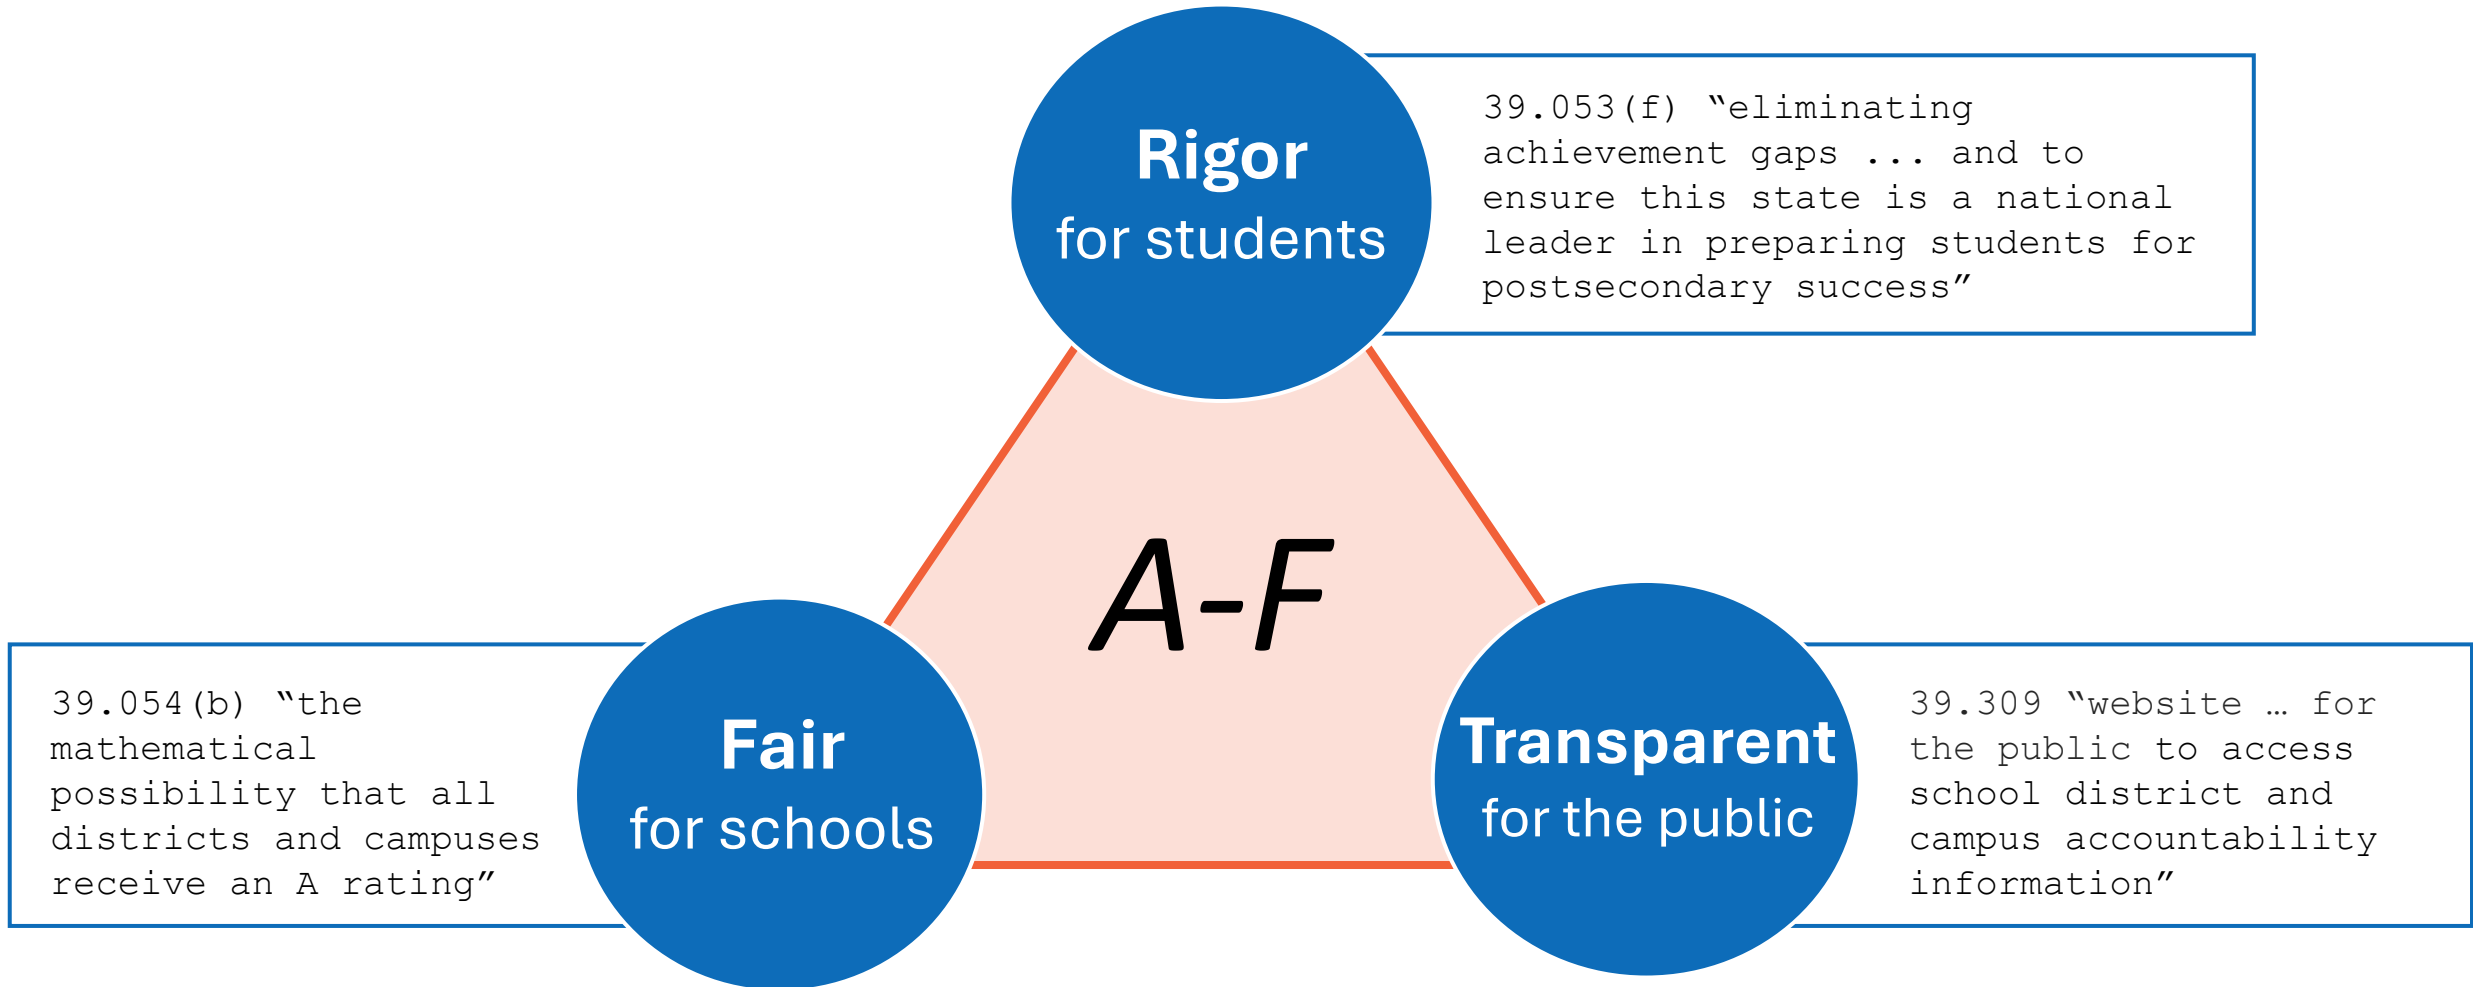 Rigor
for students
39.053(f) “eliminating
achievement gaps ... and to
ensure this state is a national
leader in preparing students for
postsecondary success”
A-F
39.054(b) “the
mathematical
possibility that all
districts and campuses
receive an A rating”
Fair
for schools
Transparent
for the public
39.309 “website … for
the public to access
school district and
campus accountability
information”